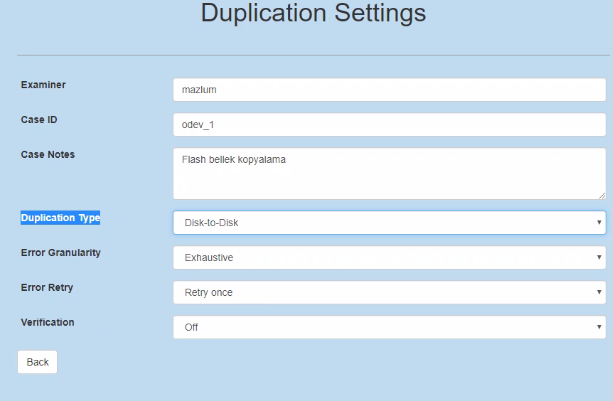 Duplication Settings
Examiner
mazlum
Case ID
odev_1
Case Notes
Flash bellek kopyalama
Duplication Type
Disk-to-Disk
Error Granularity
Exhaustive
Error Retry
Retry once
Verification
Off
Back